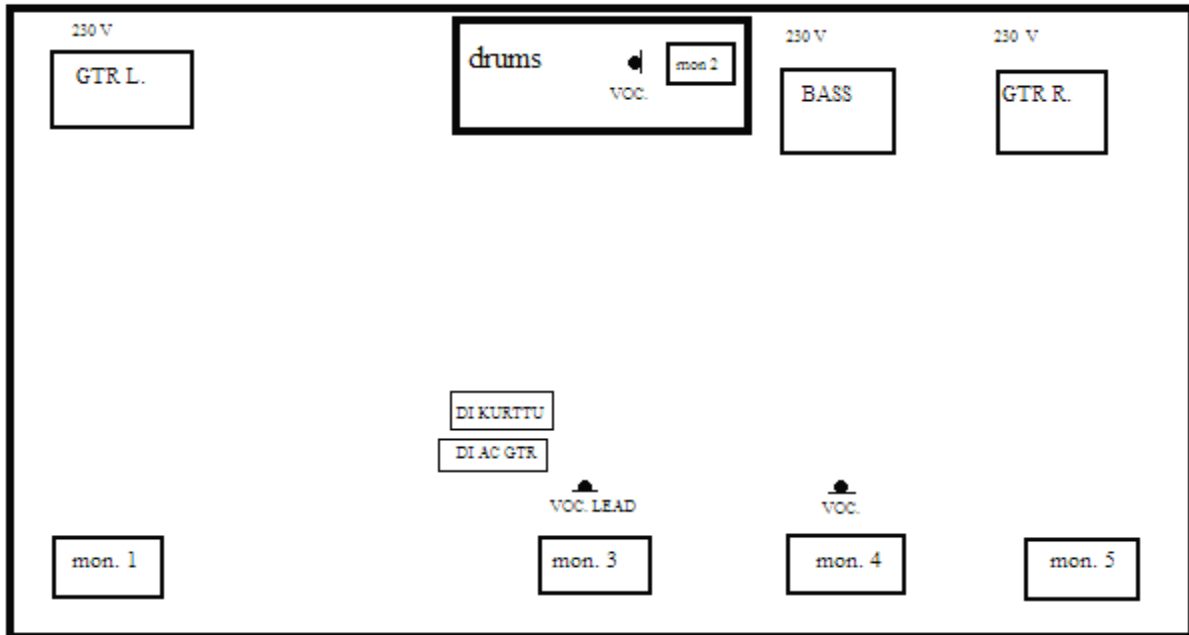 230 V
GTR L.
drums
VOC.
mon 2
230 V
BASS
230 V
GTR R.
DI KURTTU
DI AC GTR
VOC. LEAD
VOC.
mon. 1
mon. 3
mon. 4
mon. 5